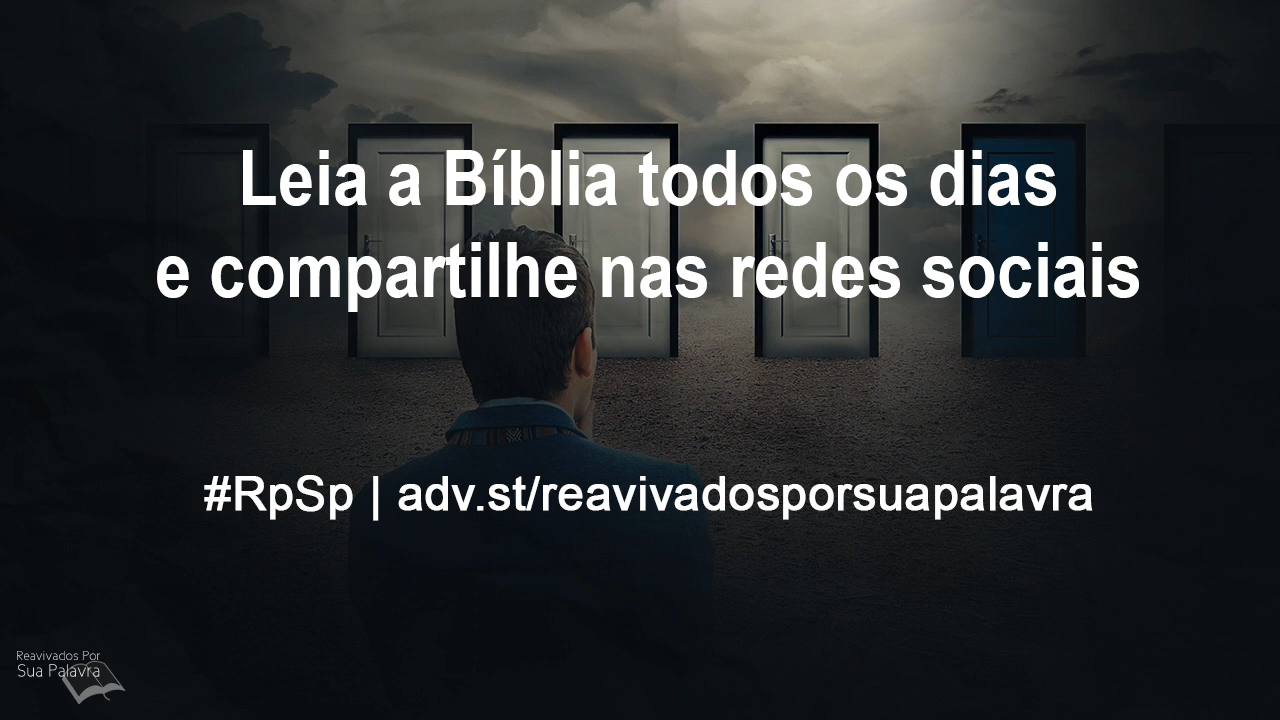 Leia a Bíblia todos os dias
e compartilhe nas redes sociais
#RpSp | adv.st/reavivadosporsuapalavra
Reavivados Por
Sua Palavra